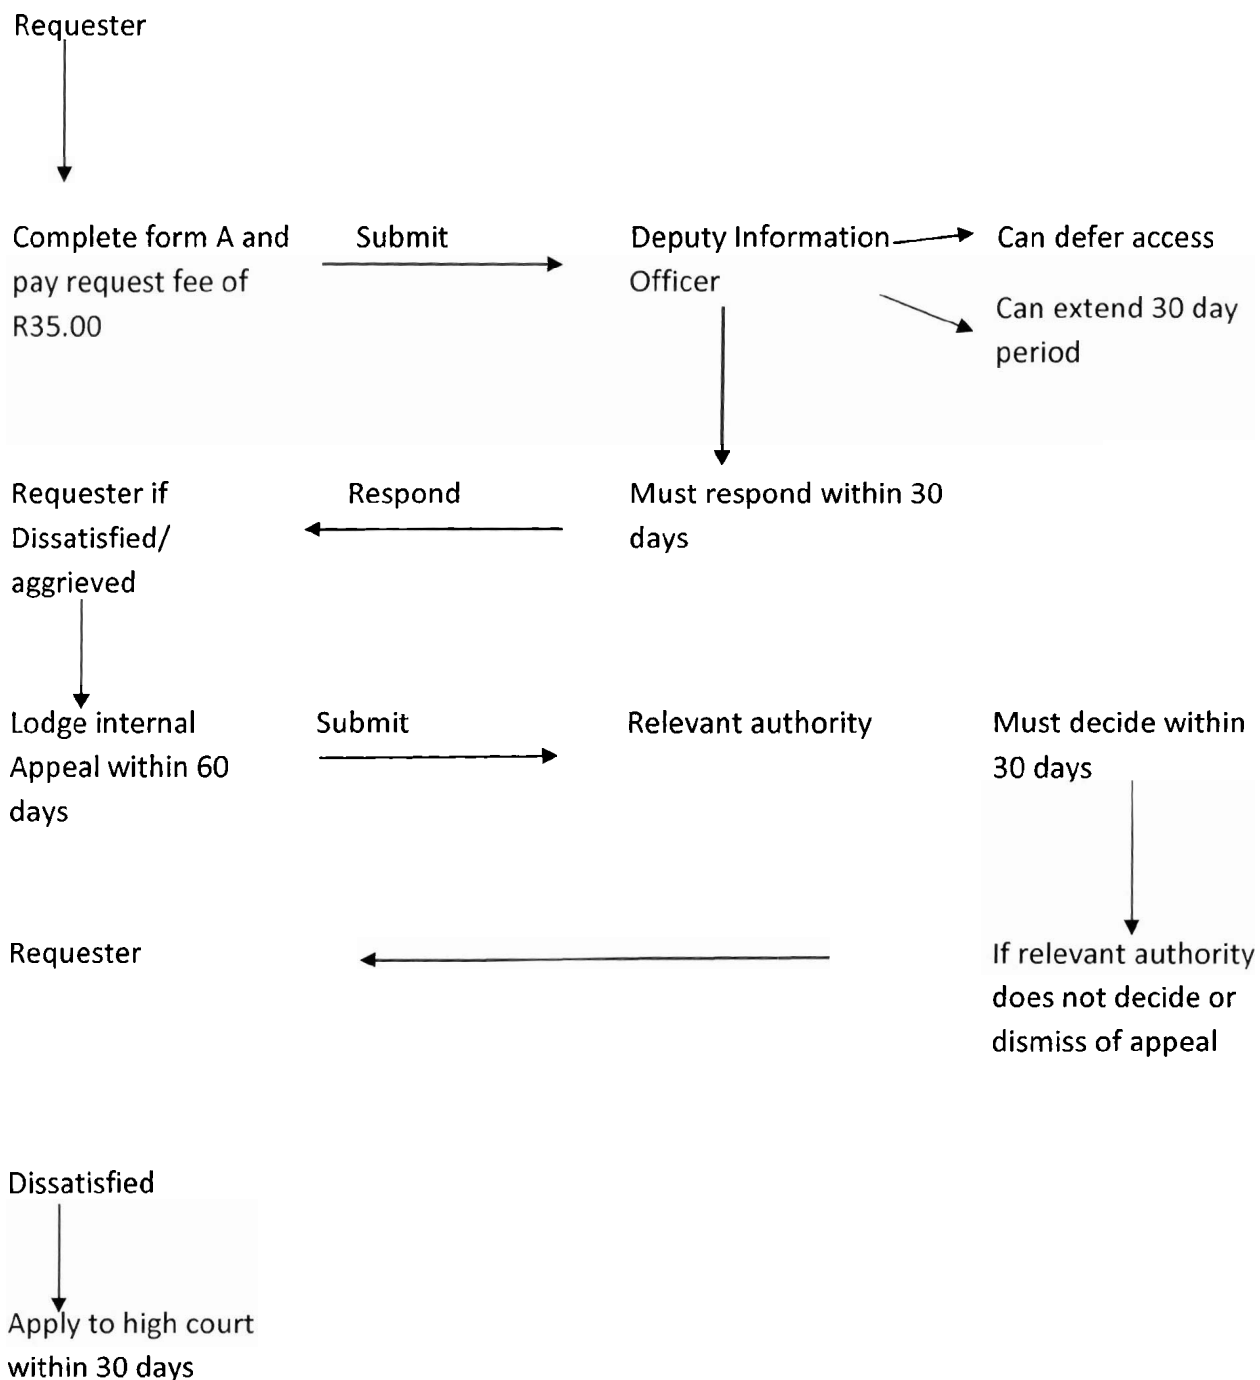 Requester
Complete form A and
pay request fee of
R35.00
Submit
Deputy Information
Officer
Can defer access
Can extend 30 day
period
Must respond within 30
days
Respond
Requester if
Dissatisfied/
aggrieved
Lodge internal
Appeal within 60
days
Submit
Relevant authority
Must decide within
30 days
If relevant authority
does not decide or
dismiss of appeal
Requester
Dissatisfied
Apply to high court
within 30 days